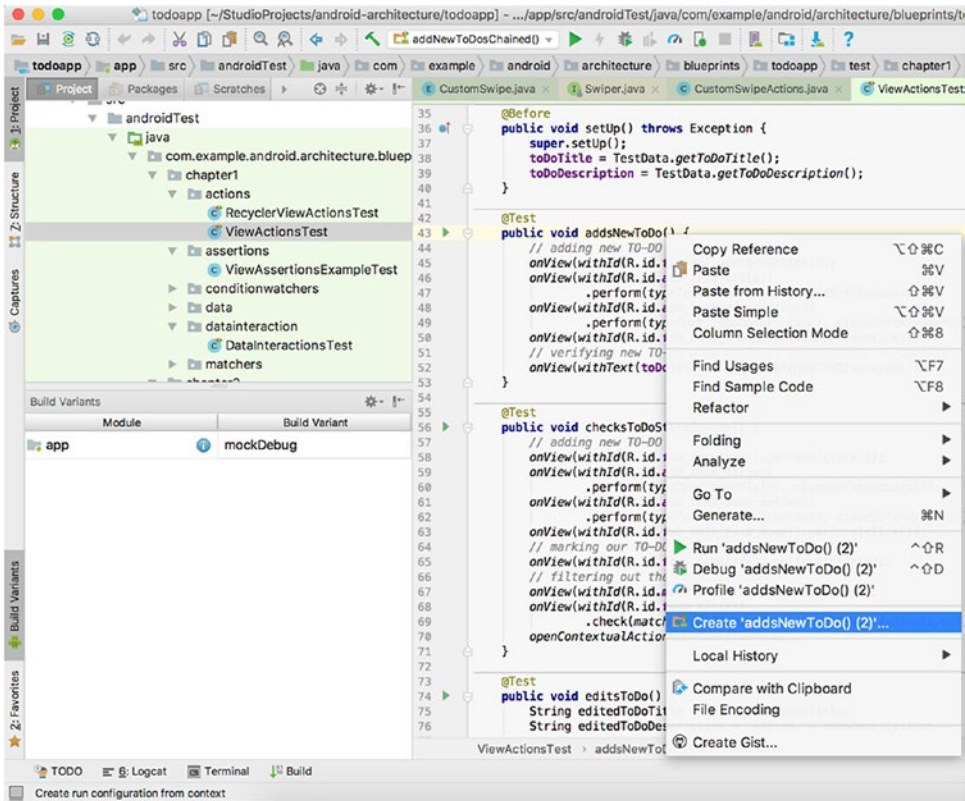 todoapp [~/StudioProjects/android-architecture/todoapp] - .../app/src/androidTest/java/com/example/android/architecture/blueprints/t
addNewToDosChained()
todoapp app src androidTest java com example android architecture blueprints todoapp test chapter1
1: Project
Z: Structure
Captures
Build Variants
2: Favorites
Project Packages Scratches
androidTest
java
com.example.android.architecture.bluep
chapter1
actions
RecyclerViewActionsTest
ViewActionsTest
assertions
ViewAssertionsExampleTest
conditionwatchers
data
datainteraction
DataInteractionsTest
matchers
Build Variants
Module Build Variant
app mockDebug
CustomSwipe.java Swiper.java CustomSwipeActions.java ViewActionsTest
35 @Before
36 public void setUp() throws Exception {
37 super.setUp();
38 toDoTitle = TestData.getToDoTitle();
39 toDoDescription = TestData.getToDoDescription();
40 }
41
42 @Test
43 public void addsNewToDo() {
44 // adding new TO-DO
45 onView(withId(R.id.
46 onView(withId(R.id.
47 .perform(typ
48 onView(withId(R.id.
49 .perform(typ
50 onView(withId(R.id.
51 // verifying new TO-
52 onView(withText(toDo
53 }
54
55 @Test
56 public void checksToDoSt
57 // adding new TO-DO
58 onView(withId(R.id.
59 onView(withId(R.id.
60 .perform(typ
61 onView(withId(R.id.
62 .perform(typ
63 onView(withId(R.id.
64 // marking our TO-DO
65 onView(withId(R.id.
66 // filtering out the
67 onView(withId(R.id.
68 onView(withId(R.id.
69 .check(match
70 openContextualAction
71 }
72
73 @Test
74 public void editsToDo()
75 String editedToDoTit
76 String editedToDoDes
ViewActionsTest › addsNewToD
Copy Reference ⌥⇧⌘C
Paste ⌘V
Paste from History... ⇧⌘V
Paste Simple ⌥⇧⌘V
Column Selection Mode ⇧⌘8
Find Usages ⌥F7
Find Sample Code ⌥F8
Refactor
Folding
Analyze
Go To
Generate... ⌘N
Run 'addsNewToDo() (2)' ^⇧R
Debug 'addsNewToDo() (2)' ^⇧D
Profile 'addsNewToDo() (2)'
Create 'addsNewToDo() (2)'...
Local History
Compare with Clipboard
File Encoding
Create Gist...
TODO 6: Logcat Terminal Build
Create run configuration from context